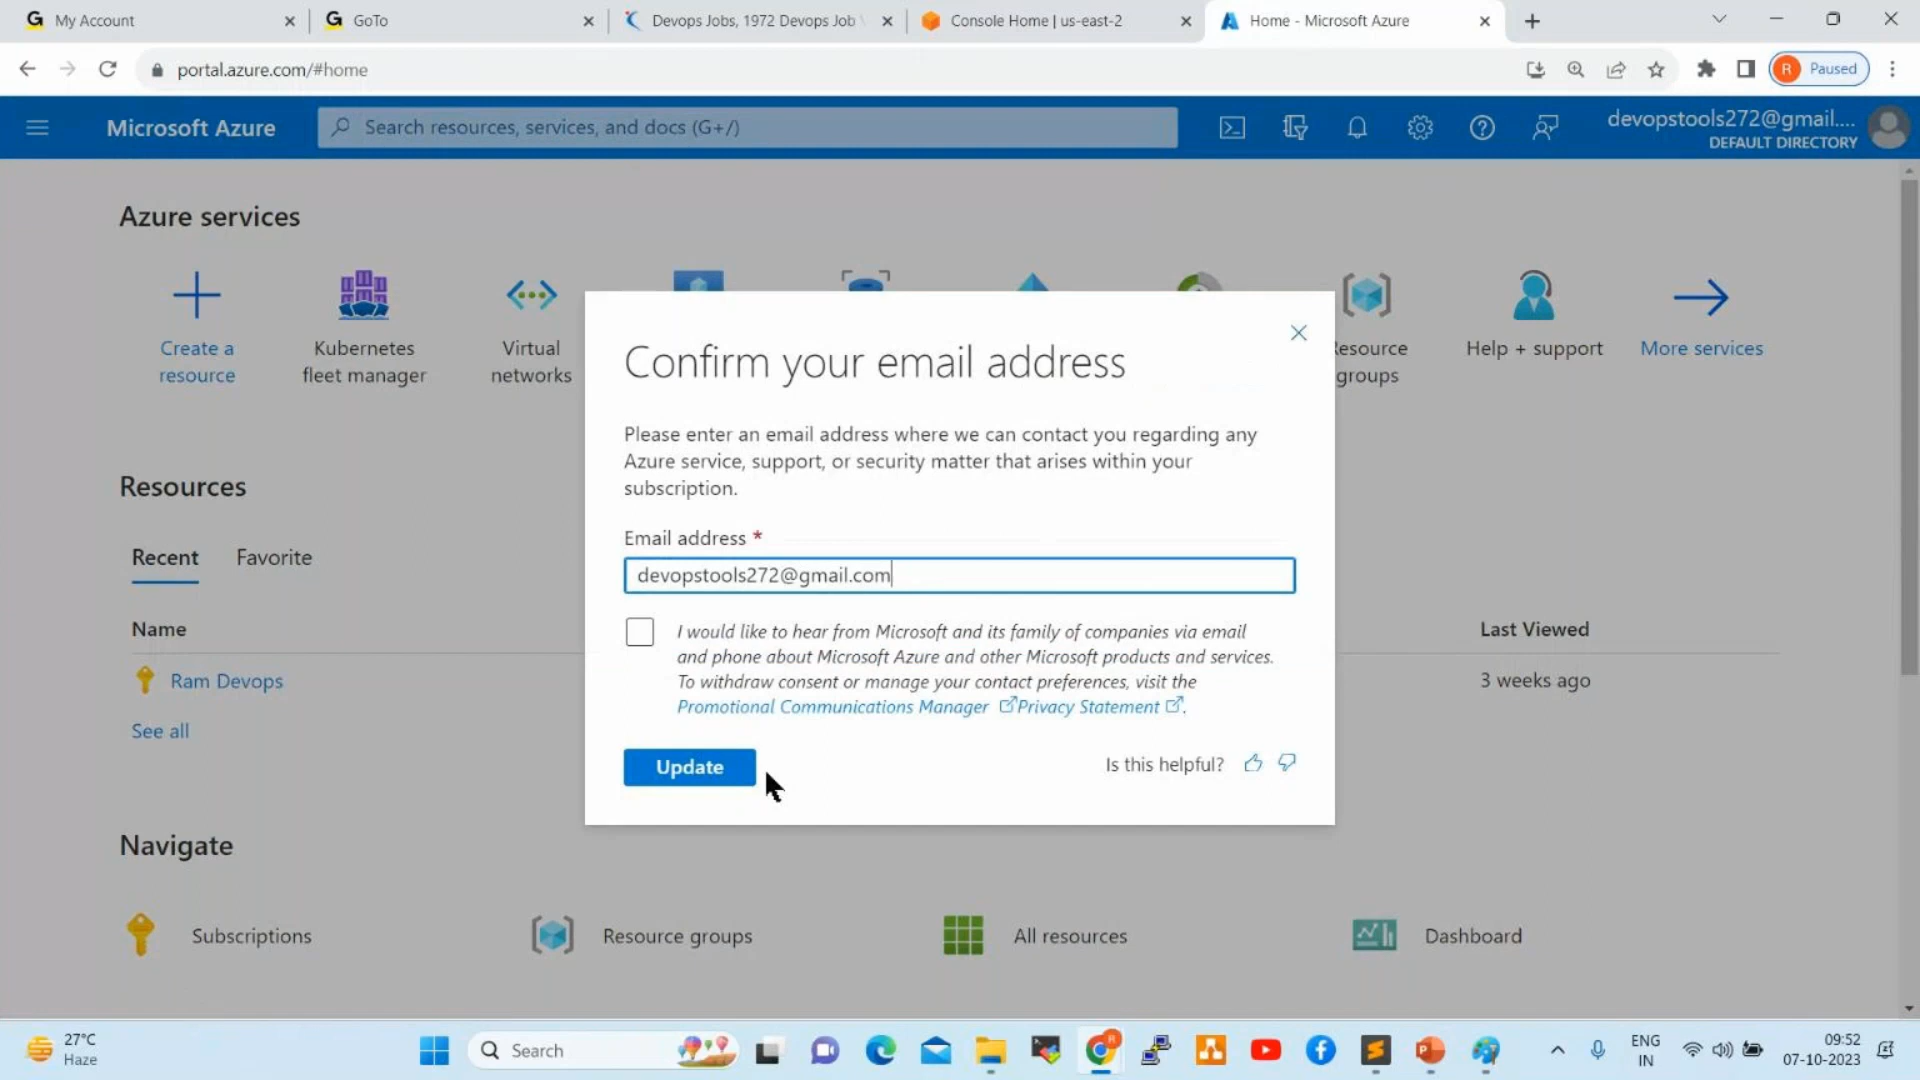 My Account
GoTo
Devops Jobs, 1972 Devops Job
Console Home | us-east-2
Home - Microsoft Azure
portal.azure.com/#home
R Paused
Microsoft Azure
Search resources, services, and docs (G+/)
devopstools272@gmail....
DEFAULT DIRECTORY
Azure services
Create a
resource
Kubernetes
fleet manager
Virtual
networks
Resource
groups
Help + support
More services
Confirm your email address
Please enter an email address where we can contact you regarding any
Azure service, support, or security matter that arises within your
subscription.
Email address *
devopstools272@gmail.com
I would like to hear from Microsoft and its family of companies via email
and phone about Microsoft Azure and other Microsoft products and services.
To withdraw consent or manage your contact preferences, visit the
Promotional Communications Manager Privacy Statement .
Update
Is this helpful?
Resources
Recent
Favorite
Name
Last Viewed
Ram Devops
3 weeks ago
See all
Navigate
Subscriptions
Resource groups
All resources
Dashboard
27°C
Haze
Search
ENG
IN
09:52
07-10-2023